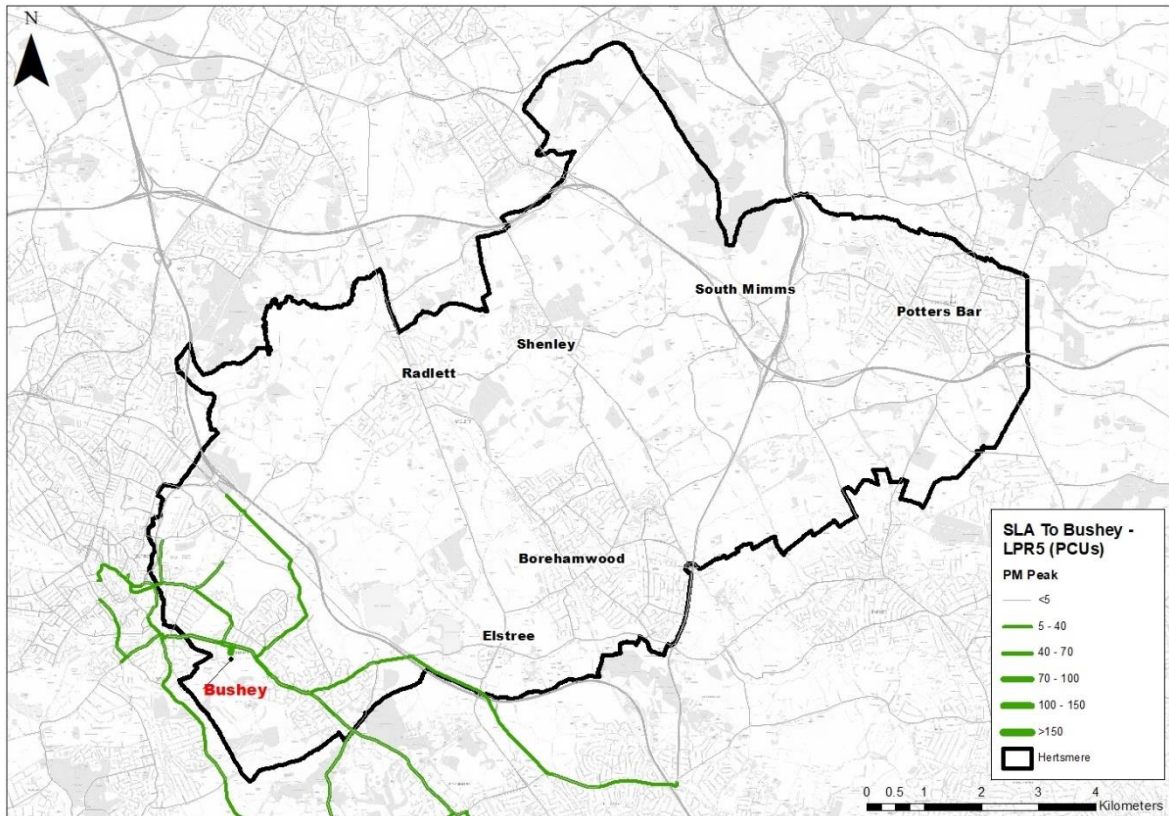 N
South Mimms
Potters Bar
Shenley
Radlett
Borehamwood
Elstree
Bushey
SLA To Bushey -
LPR5 (PCUs)
PM Peak
<5
5 - 40
40 - 70
70 - 100
100 - 150
>150
Hertsmere
0 0.5 1 2 3 4
Kilometers